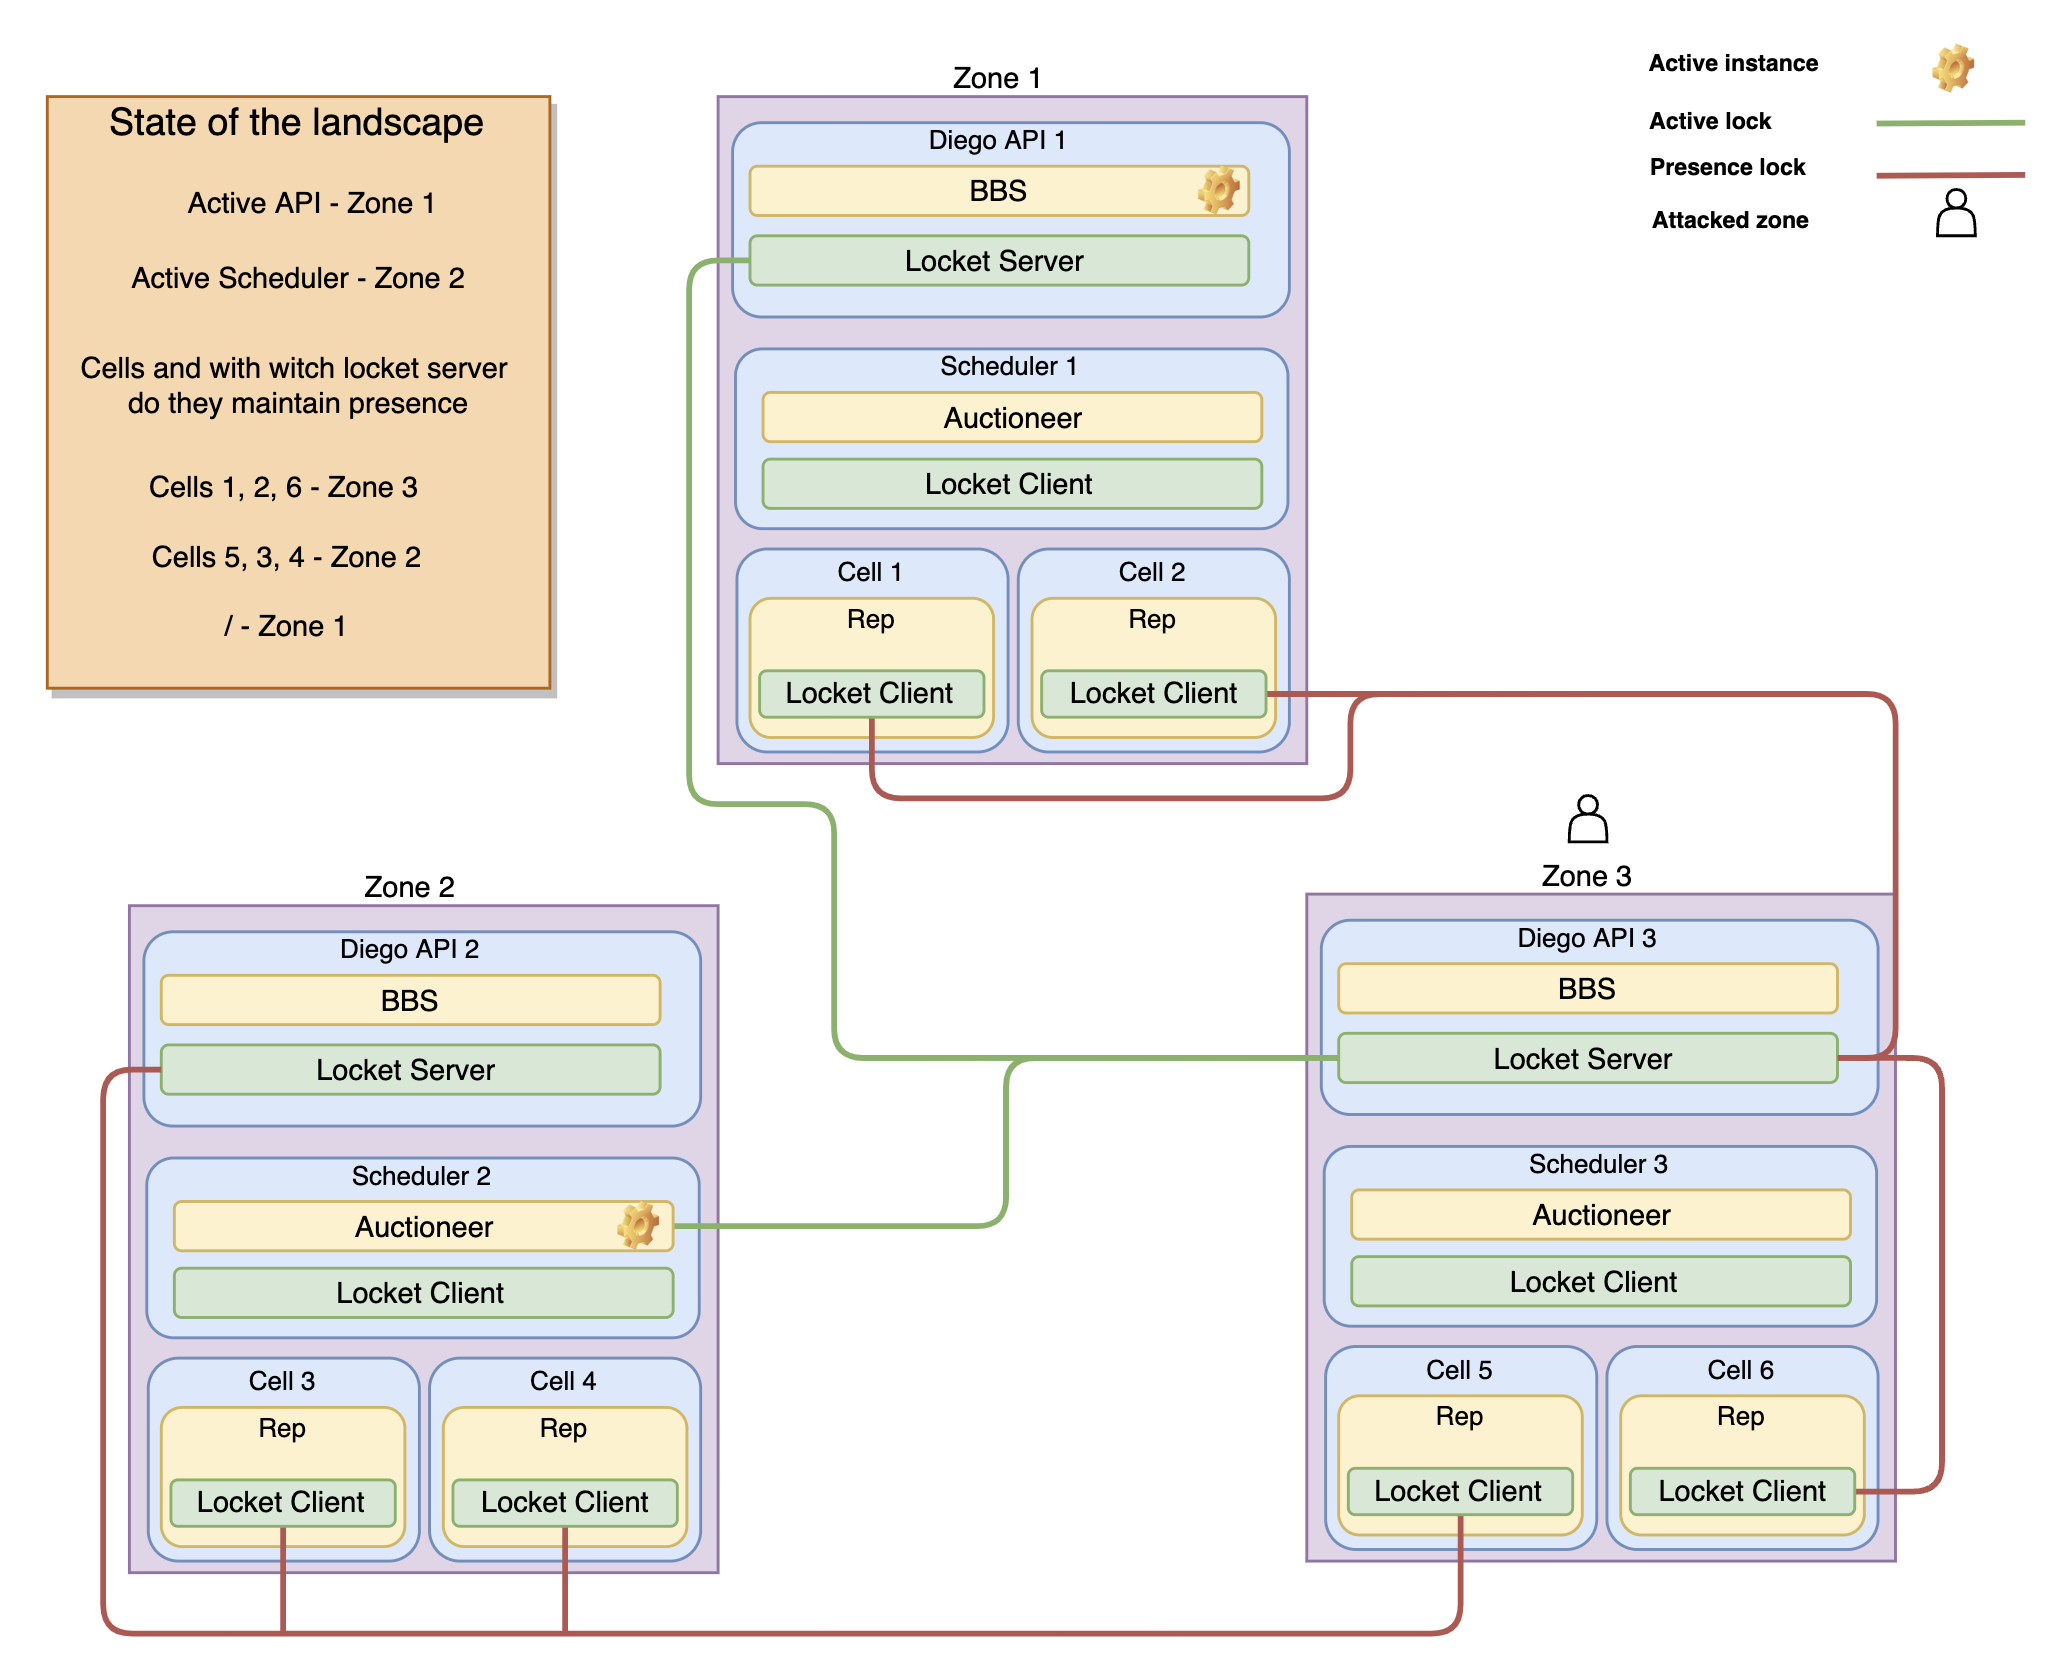 State of the landscape
Active API - Zone 1
Active Scheduler - Zone 2
Cells and with witch locket server
do they maintain presence
Cells 1, 2, 6 - Zone 3
Cells 5, 3, 4 - Zone 2
/ - Zone 1
Active instance
Active lock
Presence lock
Attacked zone
Zone 1
Diego API 1
BBS
Locket Server
Scheduler 1
Auctioneer
Locket Client
Cell 1
Rep
Locket Client
Cell 2
Rep
Locket Client
Zone 2
Diego API 2
BBS
Locket Server
Scheduler 2
Auctioneer
Locket Client
Cell 3
Rep
Locket Client
Cell 4
Rep
Locket Client
Zone 3
Diego API 3
BBS
Locket Server
Scheduler 3
Auctioneer
Locket Client
Cell 5
Rep
Locket Client
Cell 6
Rep
Locket Client